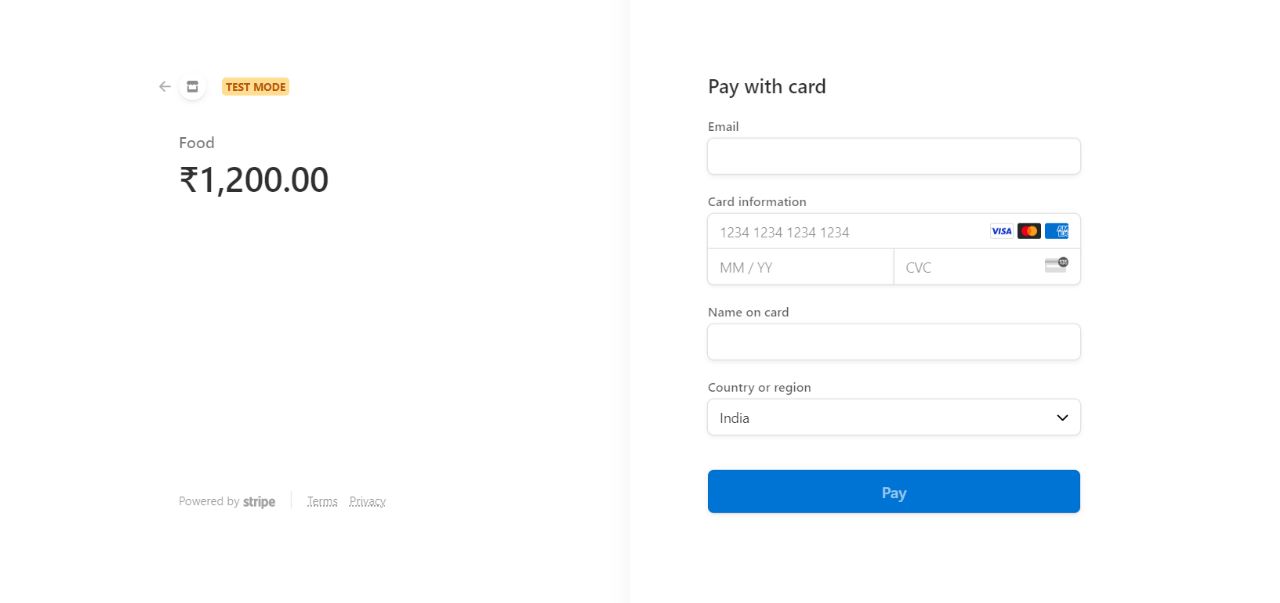 TEST MODE
Food
₹1,200.00
Powered by stripe
Terms Privacy
Pay with card
Email
Card information
1234 1234 1234 1234 VISA
MM / YY CVC
Name on card
Country or region
India
Pay